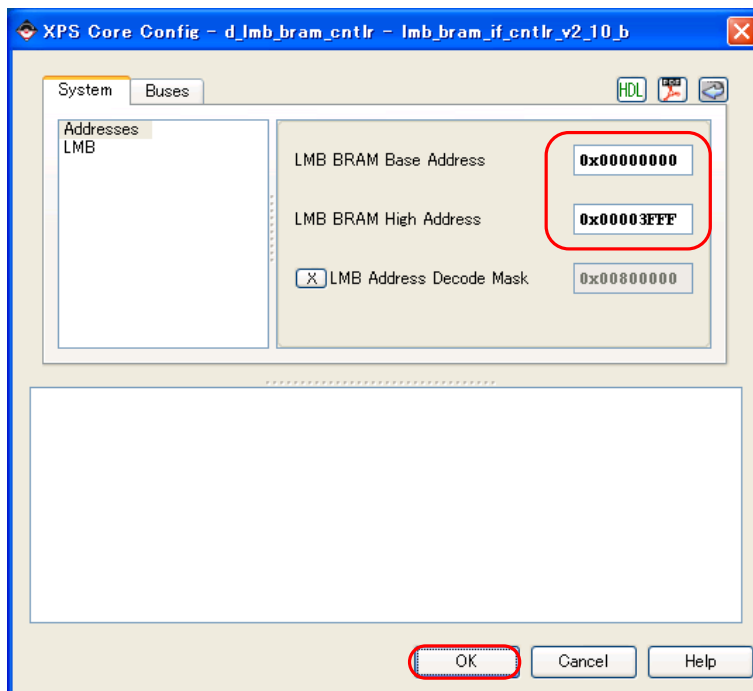 XPS Core Config - d_lmb_bram_cntlr - lmb_bram_if_cntlr_v2_10_b
System Buses HDL
Addresses
LMB
LMB BRAM Base Address 0x00000000
LMB BRAM High Address 0x00003FFF
X LMB Address Decode Mask 0x00800000
OK Cancel Help